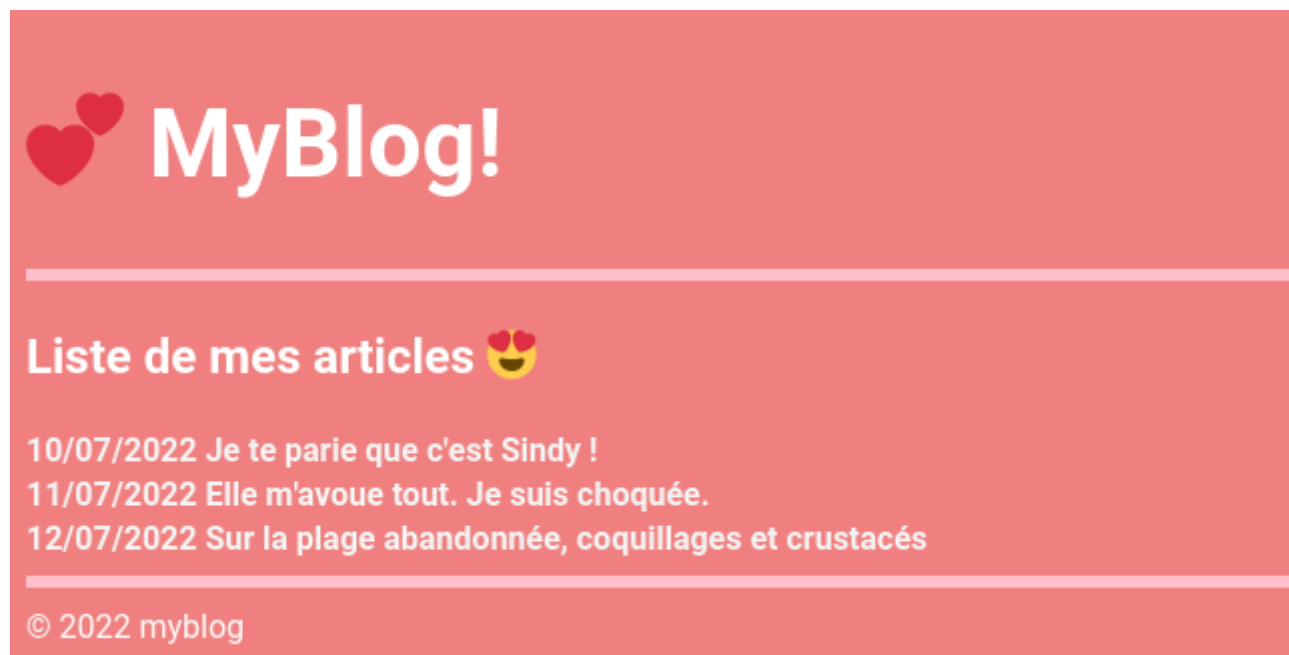 💕 MyBlog!
Liste de mes articles 😍
10/07/2022 Je te parie que c'est Sindy !
11/07/2022 Elle m'avoue tout. Je suis choquée.
12/07/2022 Sur la plage abandonnée, coquillages et crustacés
© 2022 myblog